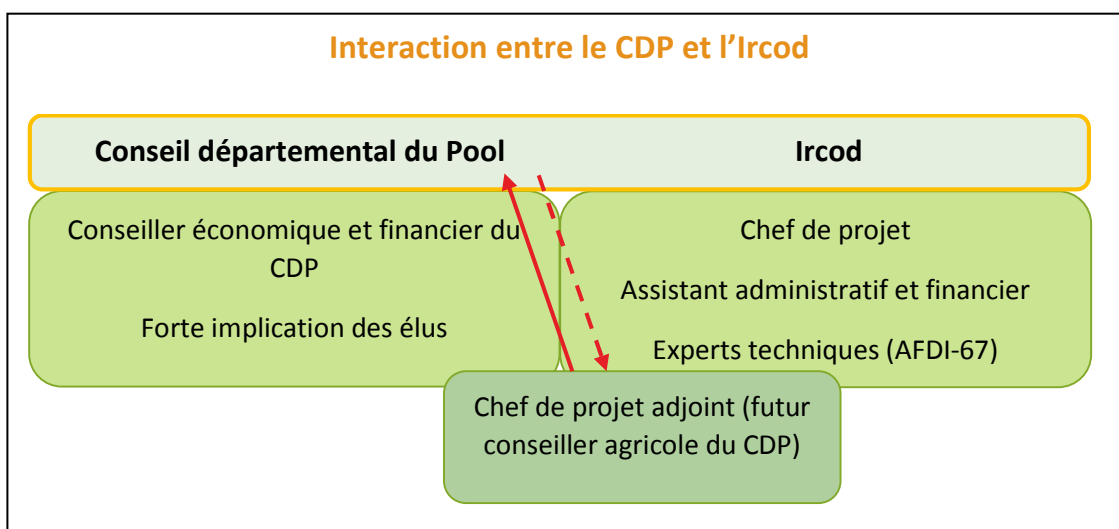 Interaction entre le CDP et l’Ircod
Conseil départemental du Pool
Ircod
Conseiller économique et financier du
CDP
Forte implication des élus
Chef de projet
Assistant administratif et financier
Experts techniques (AFDI-67)
Chef de projet adjoint (futur
conseiller agricole du CDP)